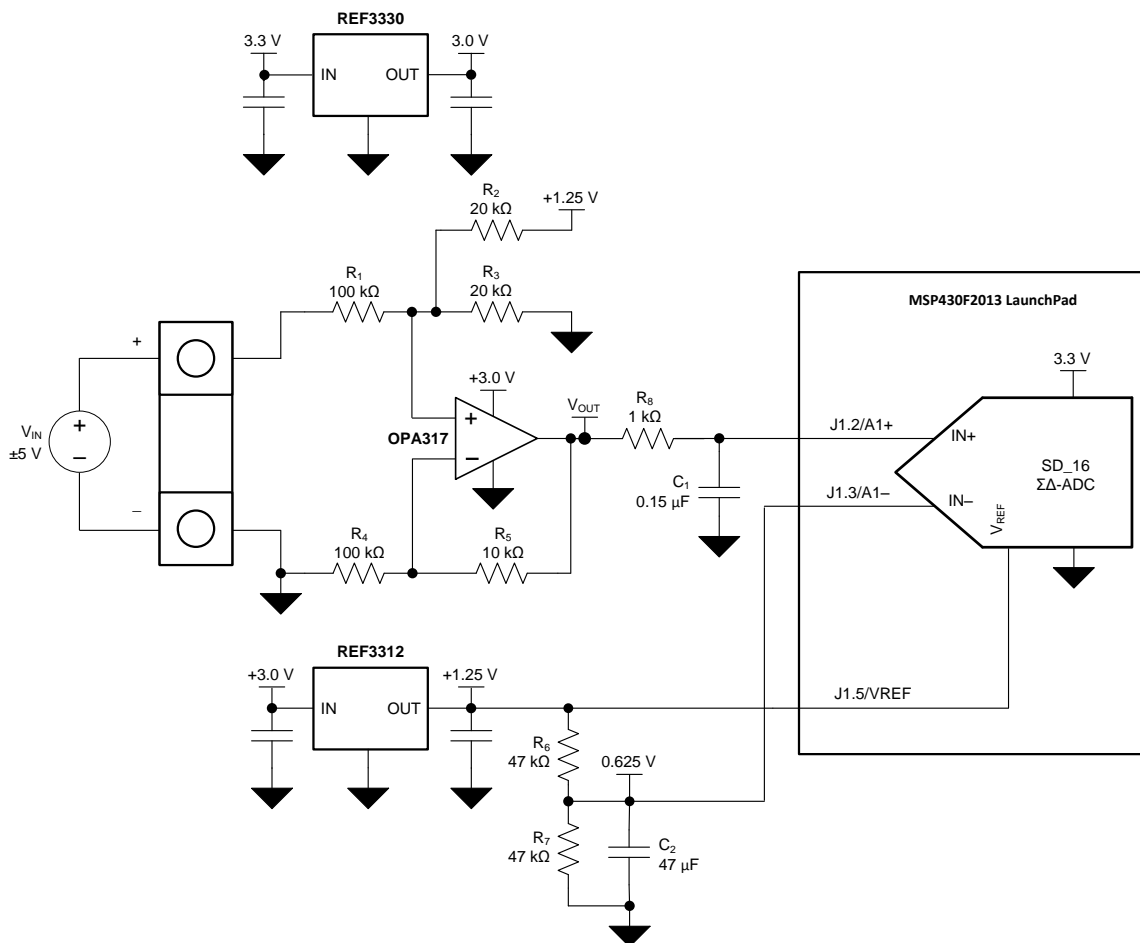 REF3330
3.3 V
3.0 V
IN
OUT
R2
20 kΩ
+1.25 V
R1
100 kΩ
R3
20 kΩ
MSP430F2013 LaunchPad
+
3.3 V
+3.0 V
VIN
±5 V
+
−
+
−
OPA317
VOUT
R8
1 kΩ
J1.2/A1+
IN+
SD_16
ΣΔ-ADC
C1
0.15 µF
J1.3/A1−
IN−
VREF
−
R4
100 kΩ
R5
10 kΩ
REF3312
+3.0 V
+1.25 V
IN
OUT
J1.5/VREF
R6
47 kΩ
0.625 V
R7
47 kΩ
C2
47 µF